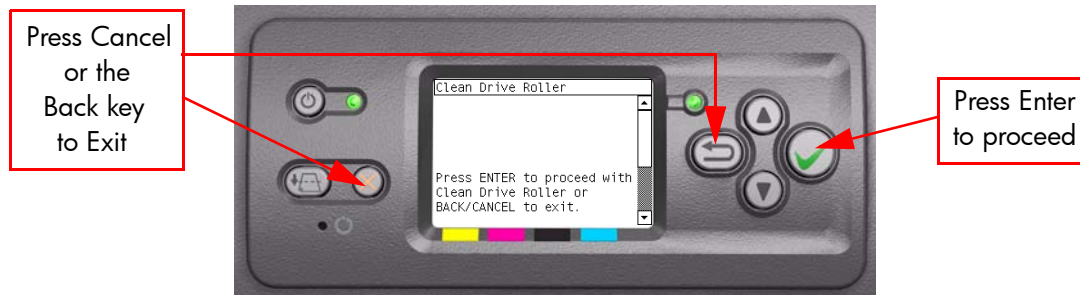 Press Cancel
or the
Back key
to Exit
Clean Drive Roller
Press ENTER to proceed with
Clean Drive Roller or
BACK/CANCEL to exit.
Press Enter
to proceed